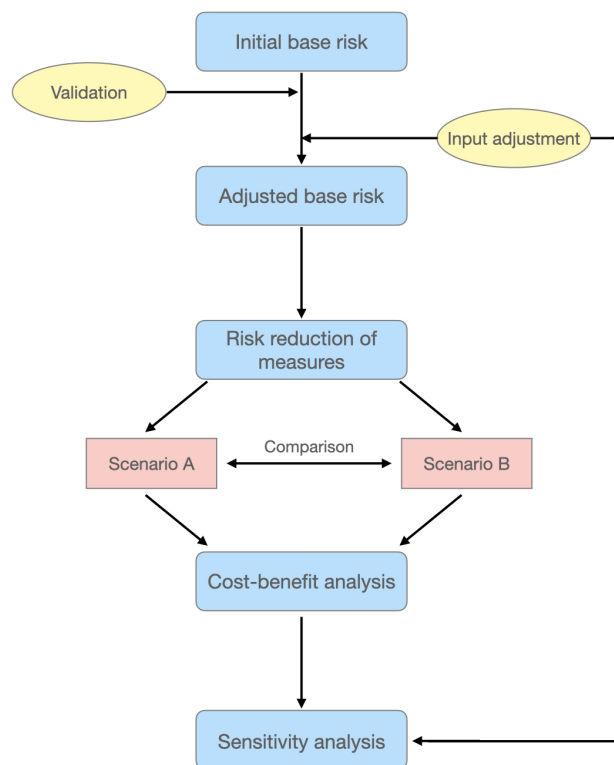 Initial base risk
Validation
Input adjustment
Adjusted base risk
Risk reduction of
measures
Comparison
Scenario A
Scenario B
Cost-benefit analysis
Sensitivity analysis